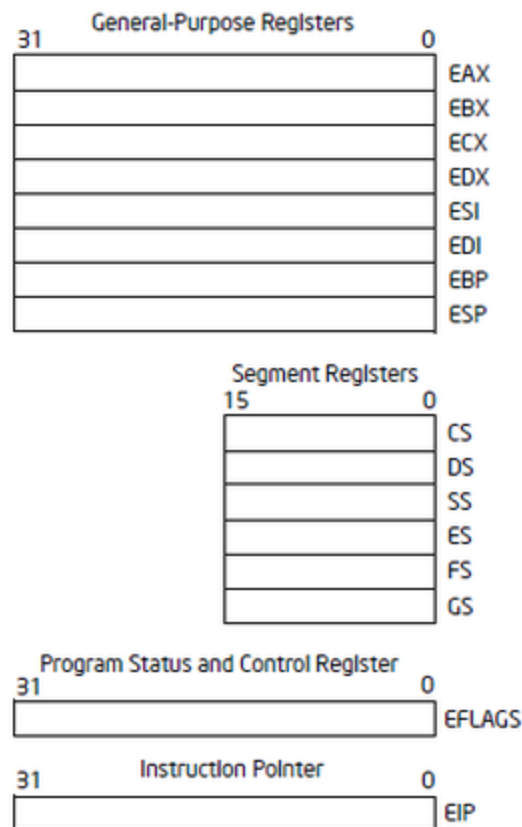 General-Purpose Registers
31 0
EAX
EBX
ECX
EDX
ESI
EDI
EBP
ESP
Segment Registers
15 0
CS
DS
SS
ES
FS
GS
Program Status and Control Register
31 0
EFLAGS
Instruction Pointer
31 0
EIP